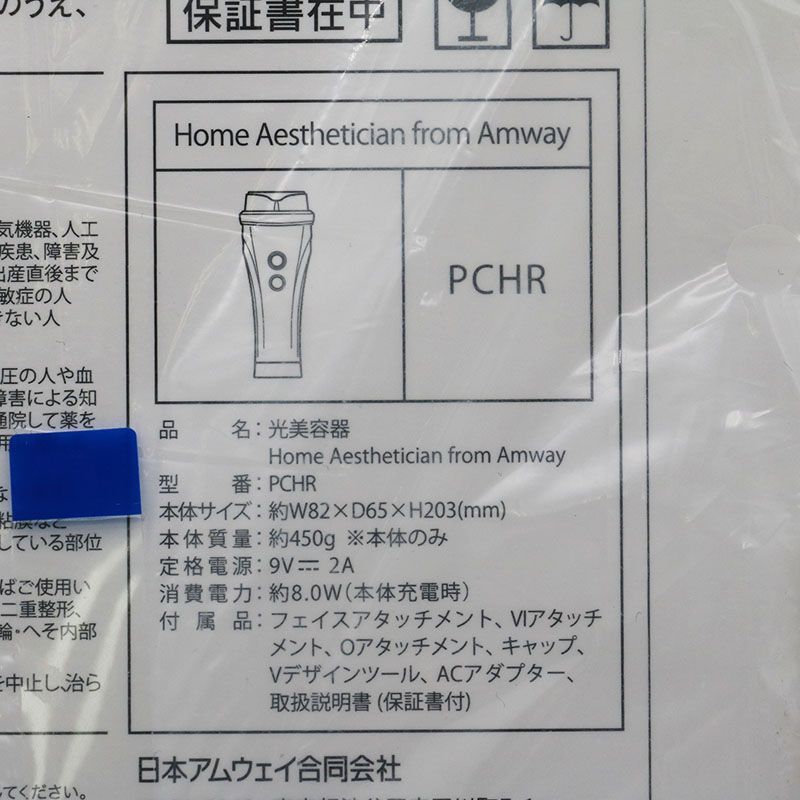 のうえ、
保証書在中
Home Aesthetician from Amway
PCHR
気機器、人工
疾患、障害及
出産直後まで
敏症の人
きない人
圧の人や血
障害による知
通院して薬を
用
粘膜など
している部位
ばご使用い
二重整形、
輪・へそ内部
を中止し、治ら
してください。
品 名：光美容器
Home Aesthetician from Amway
型 番：PCHR
本体サイズ：約W82×D65×H203(mm)
本体質量：約450g ※本体のみ
定格電源：9V⎓ 2A
消費電力：約8.0W（本体充電時）
付属品：フェイスアタッチメント、VIアタッチ
メント、Oアタッチメント、キャップ、
Vデザインツール、ACアダプター、
取扱説明書（保証書付）
日本アムウェイ合同会社